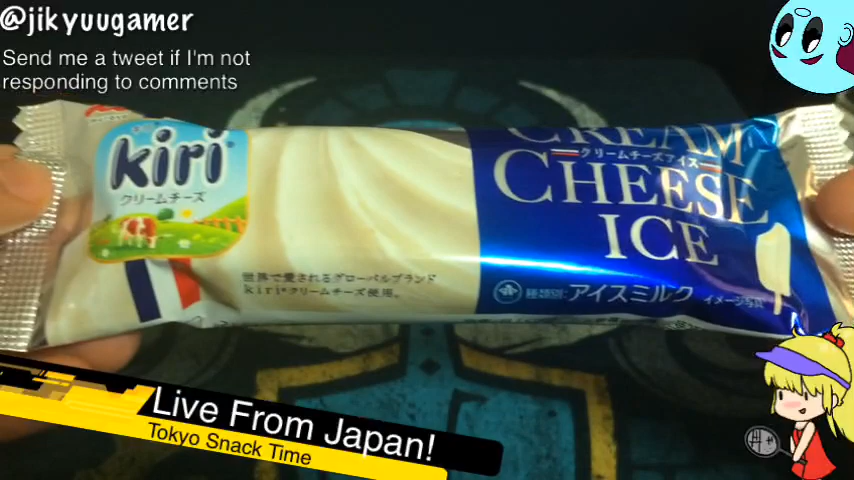 @jikyuugamer
Send me a tweet if I'm not
responding to comments
kiri
クリームチーズ
世界で愛されるグローバルブランド
kiri®クリームチーズ使用。
CREAM
クリームチーズアイス
CHEESE
ICE
種類別:アイスミルク
イメージ写真
Live From Japan!
Tokyo Snack Time